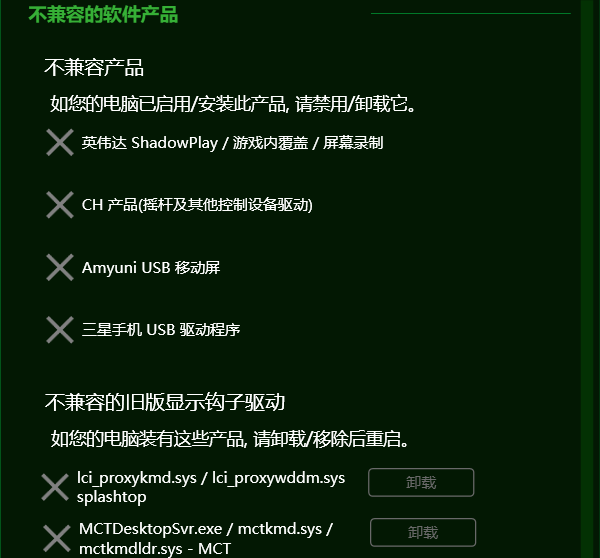 不兼容的软件产品
不兼容产品
如您的电脑已启用/安装此产品, 请禁用/卸载它。
英伟达 ShadowPlay / 游戏内覆盖 / 屏幕录制
CH 产品(摇杆及其他控制设备驱动)
Amyuni USB 移动屏
三星手机 USB 驱动程序
不兼容的旧版显示钩子驱动
如您的电脑装有这些产品, 请卸载/移除后重启。
lci_proxykmd.sys / lci_proxywddm.sys
splashtop
卸载
MCTDesktopSvr.exe / mctkmd.sys /
mctkmdldr.sys - MCT
卸载